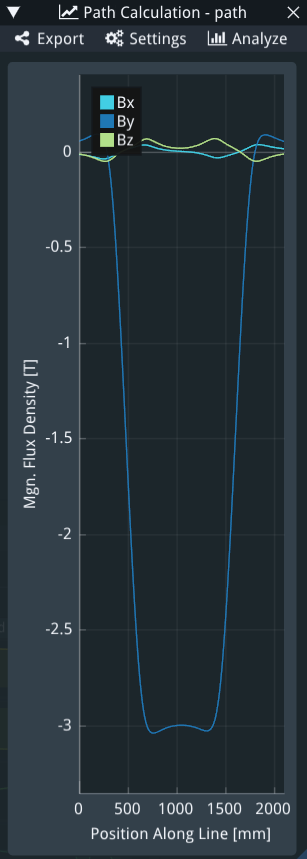 Path Calculation - path
Export Settings Analyze
Bx
By
Bz
0
-0.5
-1
-1.5
-2
-2.5
-3
Mgn. Flux Density [T]
0 500 1000 1500 2000
Position Along Line [mm]